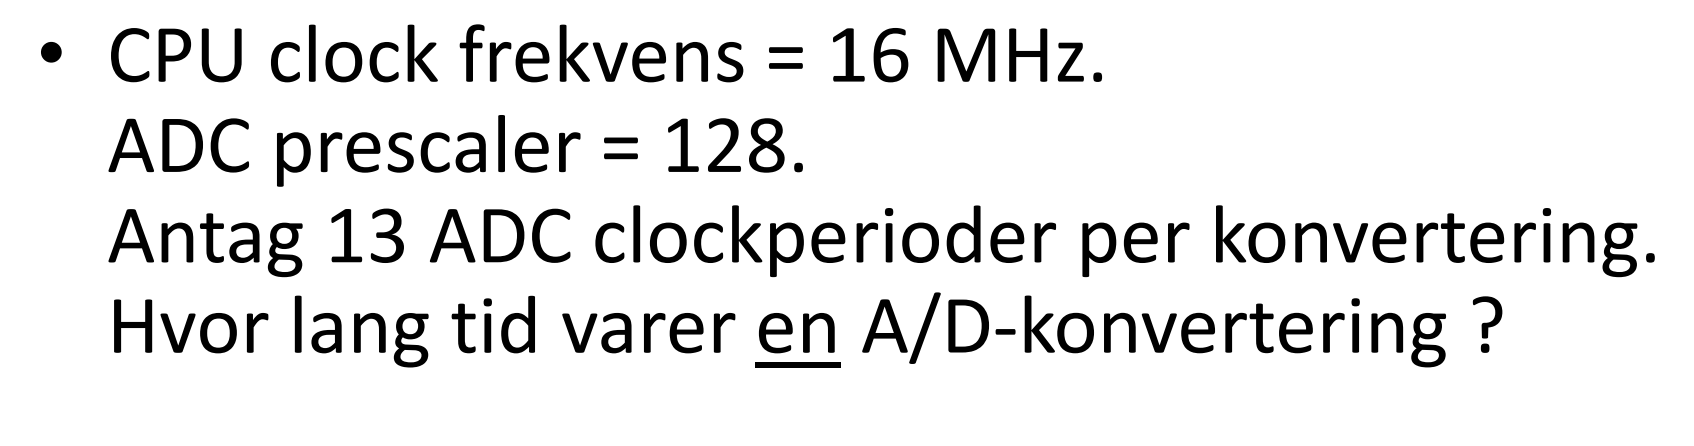 • CPU clock frekvens = 16 MHz.
ADC prescaler = 128.
Antag 13 ADC clockperioder per konvertering.
Hvor lang tid varer en A/D-konvertering ?